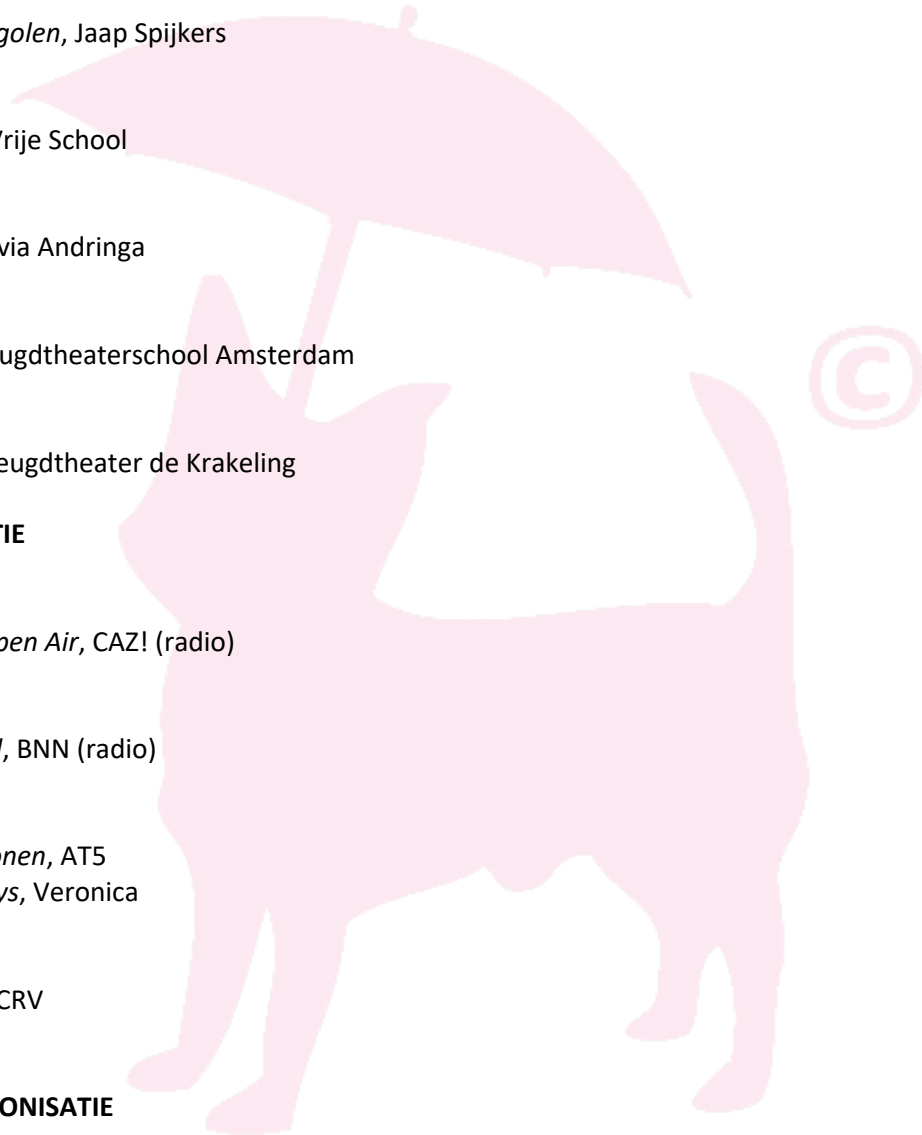 golen, Jaap Spijkers
Vrije School
via Andringa
ugdtheaterschool Amsterdam
eugdtheater de Krakeling
TIE
pen Air, CAZ! (radio)
l, BNN (radio)
onen, AT5
ys, Veronica
CRV
ONISATIE
©